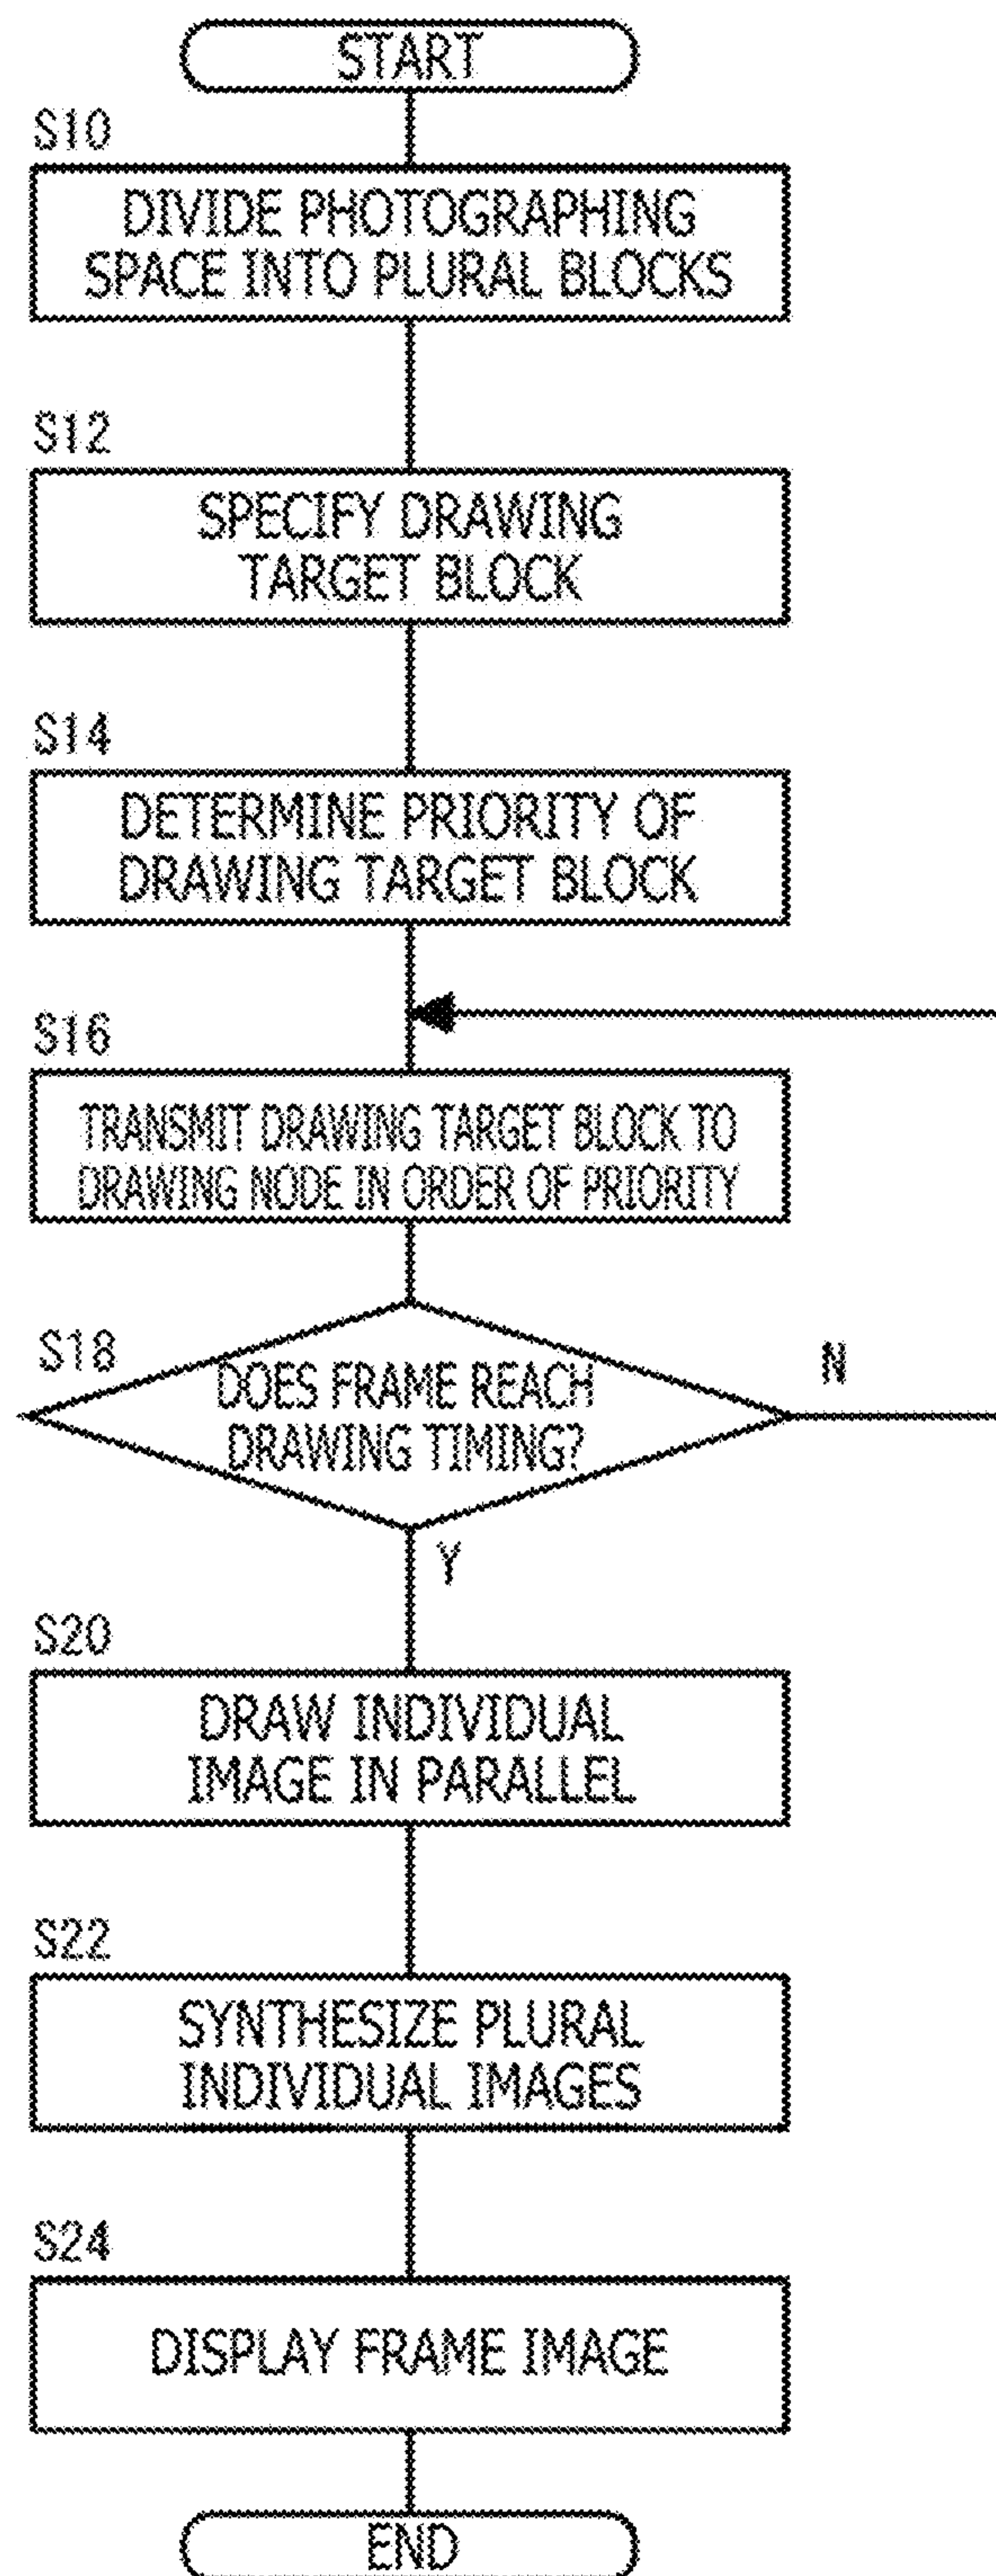 START
S10
DIVIDE PHOTOGRAPHING
SPACE INTO PLURAL BLOCKS
S12
SPECIFY DRAWING
TARGET BLOCK
S14
DETERMINE PRIORITY OF
DRAWING TARGET BLOCK
S16
TRANSMIT DRAWING TARGET BLOCK TO
DRAWING NODE IN ORDER OF PRIORITY
S18
DOES FRAME REACH
DRAWING TIMING?
N
Y
S20
DRAW INDIVIDUAL
IMAGE IN PARALLEL
S22
SYNTHESIZE PLURAL
INDIVIDUAL IMAGES
S24
DISPLAY FRAME IMAGE
END